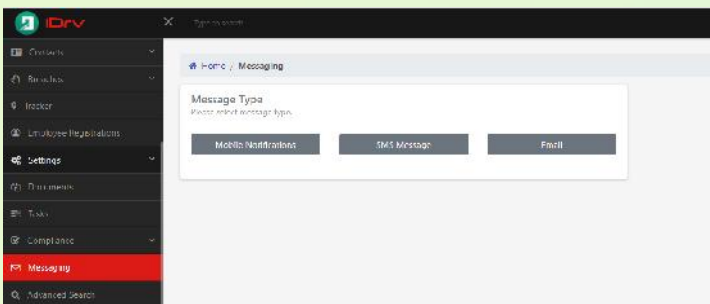 iDrv
Type to search
Contacts
Home / Messaging
Breaches
Message Type
Please select message type.
Tracker
Employee Registrations
Mobile Notifications
SMS Message
Email
Settings
Documents
Tasks
Compliance
Messaging
Advanced Search